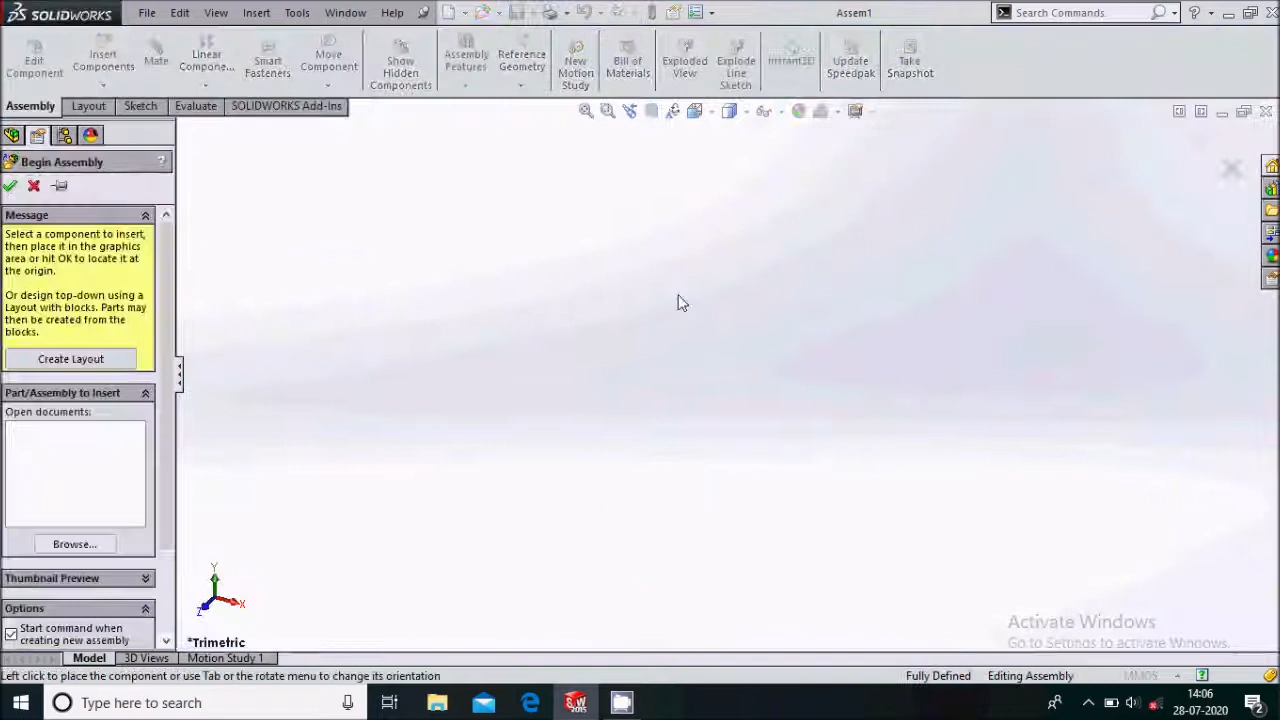 SOLIDWORKS File Edit View Insert Tools Window Help Assem1 Search Commands
Edit Component
Insert Components
Mate
Linear Compone...
Smart Fasteners
Move Component
Show Hidden Components
Assembly Features
Reference Geometry
New Motion Study
Bill of Materials
Exploded View
Explode Line Sketch
Instant3D
Update Speedpak
Take Snapshot
Assembly Layout Sketch Evaluate SOLIDWORKS Add-Ins
Begin Assembly ?
Message
Select a component to insert,
then place it in the graphics
area or hit OK to locate it at
the origin.
Or design top-down using a
Layout with blocks. Parts may
then be created from the
blocks.
Create Layout
Part/Assembly to Insert
Open documents:
Browse...
Thumbnail Preview
Options
Start command when
creating new assembly
Y
Z
X
*Trimetric
Activate Windows
Go to Settings to activate Windows.
Model 3D Views Motion Study 1
Left click to place the component or use Tab or the rotate menu to change its orientation Fully Defined Editing Assembly MMGS
Type here to search
14:06
28-07-2020
2